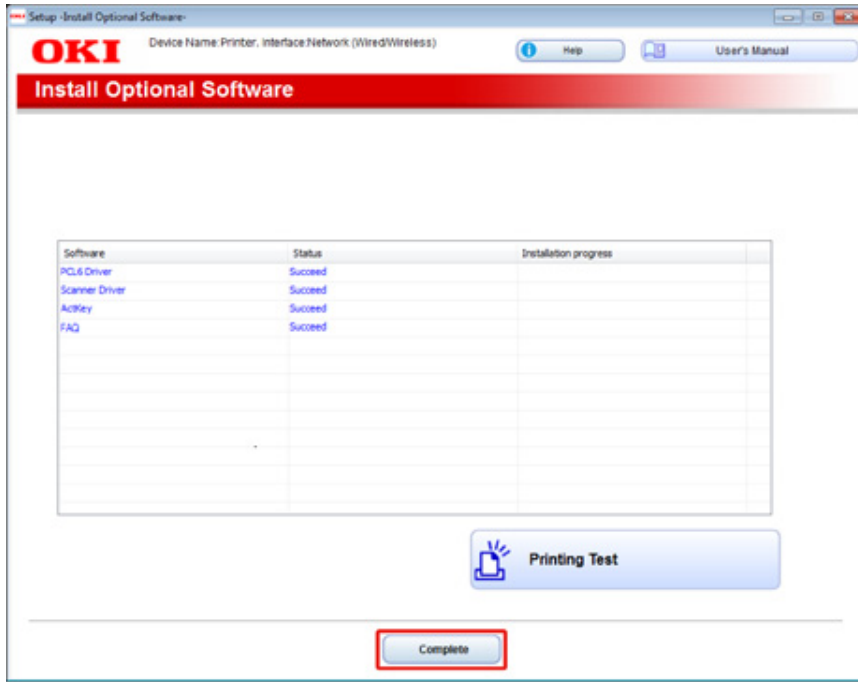 Setup -Install Optional Software-
OKI
Device Name:Printer, Interface:Network (Wired/Wireless)
Help
User's Manual
Install Optional Software
Software Status Installation progress
PCL6 Driver Succeed
Scanner Driver Succeed
ActKey Succeed
FAQ Succeed
Printing Test
Complete